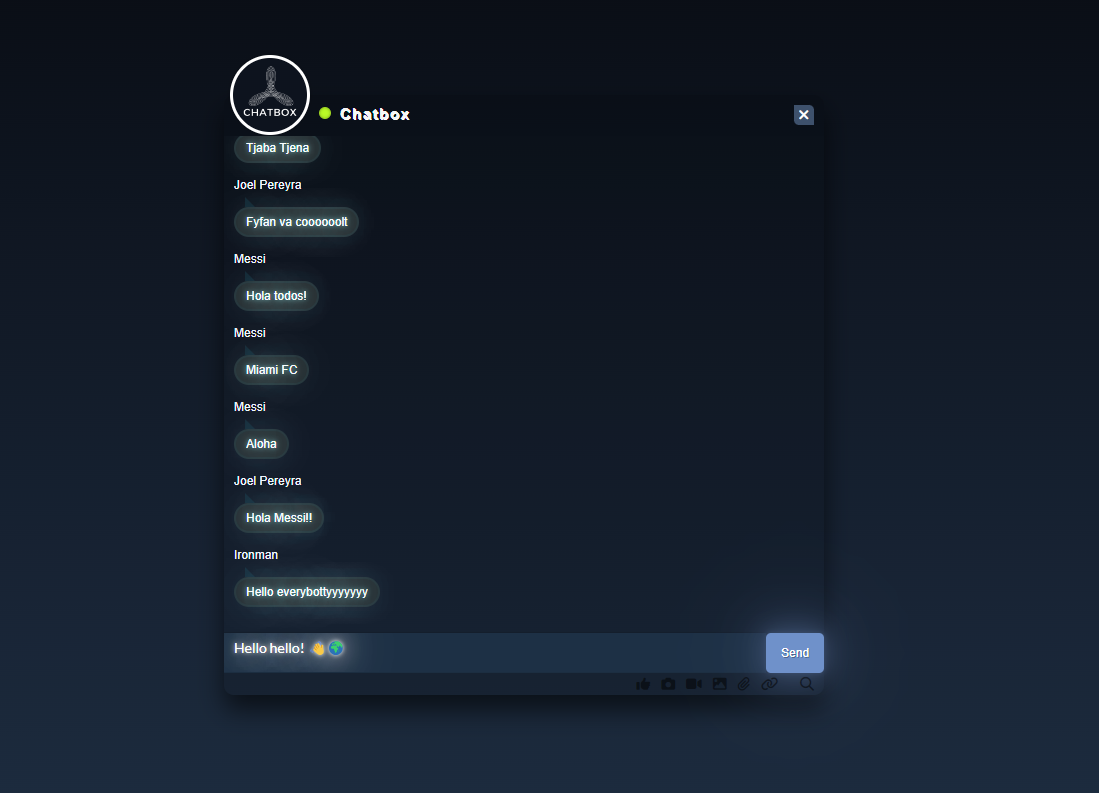 CHATBOX
Chatbox
Tjaba Tjena
Joel Pereyra
Fyfan va coooooolt
Messi
Hola todos!
Messi
Miami FC
Messi
Aloha
Joel Pereyra
Hola Messi!!
Ironman
Hello everybottyyyyyyy
Hello hello! 👋🌍
Send